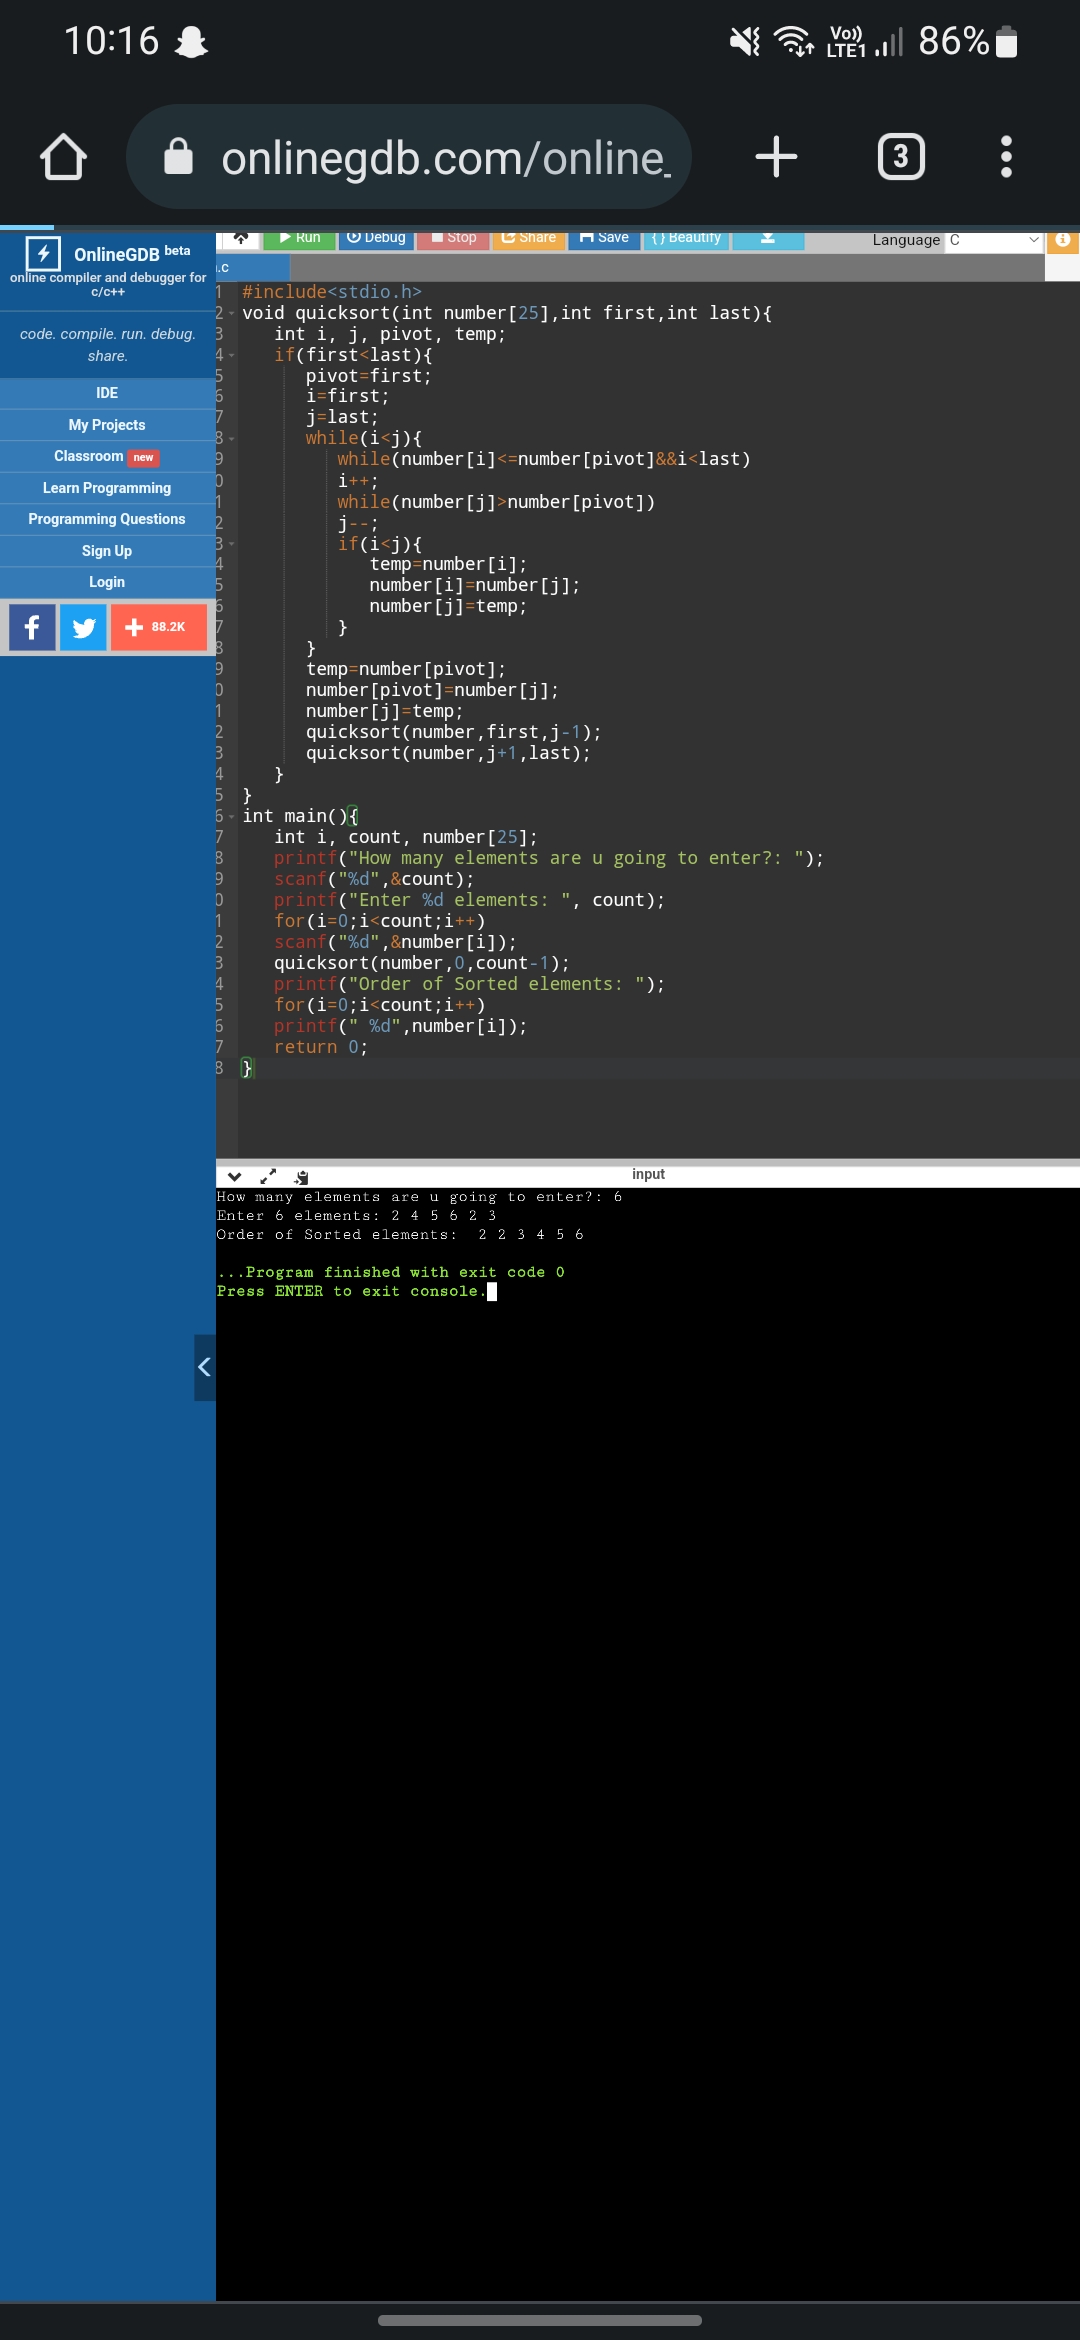 10:16
Vo)) LTE1 86%
onlinegdb.com/online_
3
OnlineGDB beta
online compiler and debugger for c/c++
code. compile. run. debug. share.
IDE
My Projects
Classroom new
Learn Programming
Programming Questions
Sign Up
Login
88.2K
Run Debug Stop Share Save {} Beautify Language C
.c
1 #include<stdio.h>
2 void quicksort(int number[25],int first,int last){
3 int i, j, pivot, temp;
4 if(first<last){
5 pivot=first;
6 i=first;
7 j=last;
8 while(i<j){
9 while(number[i]<=number[pivot]&&i<last)
0 i++;
1 while(number[j]>number[pivot])
2 j--;
3 if(i<j){
4 temp=number[i];
5 number[i]=number[j];
6 number[j]=temp;
7 }
8 }
9 temp=number[pivot];
0 number[pivot]=number[j];
1 number[j]=temp;
2 quicksort(number,first,j-1);
3 quicksort(number,j+1,last);
4 }
5 }
6 int main(){
7 int i, count, number[25];
8 printf("How many elements are u going to enter?: ");
9 scanf("%d",&count);
0 printf("Enter %d elements: ", count);
1 for(i=0;i<count;i++)
2 scanf("%d",&number[i]);
3 quicksort(number,0,count-1);
4 printf("Order of Sorted elements: ");
5 for(i=0;i<count;i++)
6 printf(" %d",number[i]);
7 return 0;
8 }
input
How many elements are u going to enter?: 6
Enter 6 elements: 2 4 5 6 2 3
Order of Sorted elements:  2 2 3 4 5 6
...Program finished with exit code 0
Press ENTER to exit console.